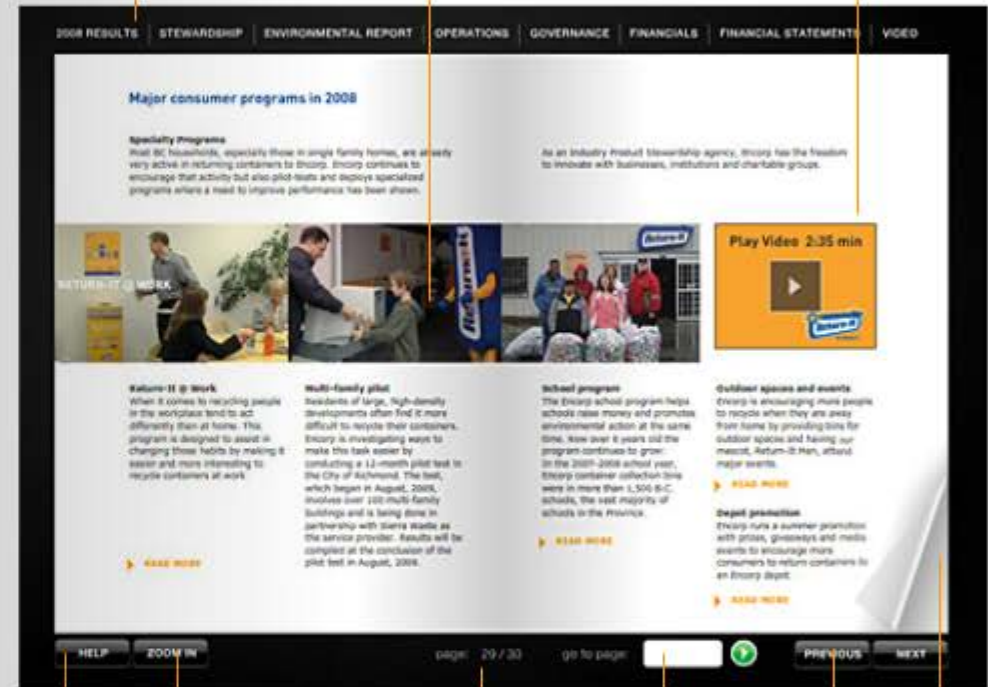 2008 RESULTS
STEWARDSHIP
ENVIRONMENTAL REPORT
OPERATIONS
GOVERNANCE
FINANCIALS
FINANCIAL STATEMENTS
VIDEO
Major consumer programs in 2008
Specialty Programs
Most BC households, especially those in single family homes, are already
very active in returning containers to Encorp. Encorp continues to
encourage that activity but also pilot-tests and deploys specialized
programs where a need to improve performance has been shown.
As an Industry Product Stewardship agency, Encorp has the freedom
to innovate with businesses, institutions and charitable groups.
RETURN-IT @ WORK
Return-It
Return-It
Play Video 2:35 min
Return-It
Return-It @ Work
When it comes to recycling people
in the workplace tend to act
differently than at home. This
program is designed to assist in
changing those habits by making it
easier and more interesting to
recycle containers at work
READ MORE
Multi-family pilot
Residents of large, high-density
developments often find it more
difficult to recycle their containers.
Encorp is investigating ways to
make this task easier by
conducting a 12-month pilot test in
the City of Richmond. The test,
which began in August, 2008,
involves over 100 multi-family
buildings and is being done in
partnership with Sierra Waste as
the service provider. Results will be
compiled at the conclusion of the
pilot test in August, 2009.
School program
The Encorp school program helps
schools raise money and promotes
environmental action at the same
time. Now over 8 years old the
program continues to grow.
In the 2007-2008 school year,
Encorp container collection bins
were in more than 1,500 B.C.
schools, the vast majority of
schools in the Province.
READ MORE
Outdoor spaces and events
Encorp is encouraging more people
to recycle when they are away
from home by providing bins for
outdoor spaces and having our
mascot, Return-It Man, attend
major events.
READ MORE
Depot promotion
Encorp runs a summer promotion
with prizes, giveaways and media
events to encourage more
consumers to return containers to
an Encorp depot
READ MORE
HELP
ZOOM IN
page: 29 / 30
go to page:
PREVIOUS
NEXT